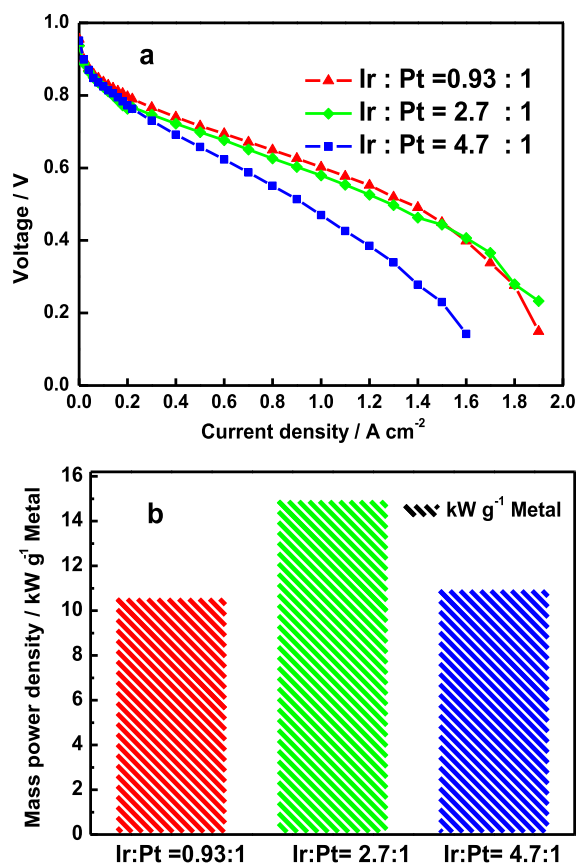 a
Ir : Pt =0.93 : 1
Ir : Pt = 2.7 : 1
Ir : Pt = 4.7 : 1
Voltage / V
1.0
0.8
0.6
0.4
0.2
0.0
0.0 0.2 0.4 0.6 0.8 1.0 1.2 1.4 1.6 1.8 2.0
Current density / A cm⁻²
b
kW g⁻¹ Metal
Mass power density / kW g⁻¹ Metal
16
14
12
10
8
6
4
2
0
Ir:Pt =0.93:1 Ir:Pt= 2.7:1 Ir:Pt= 4.7:1